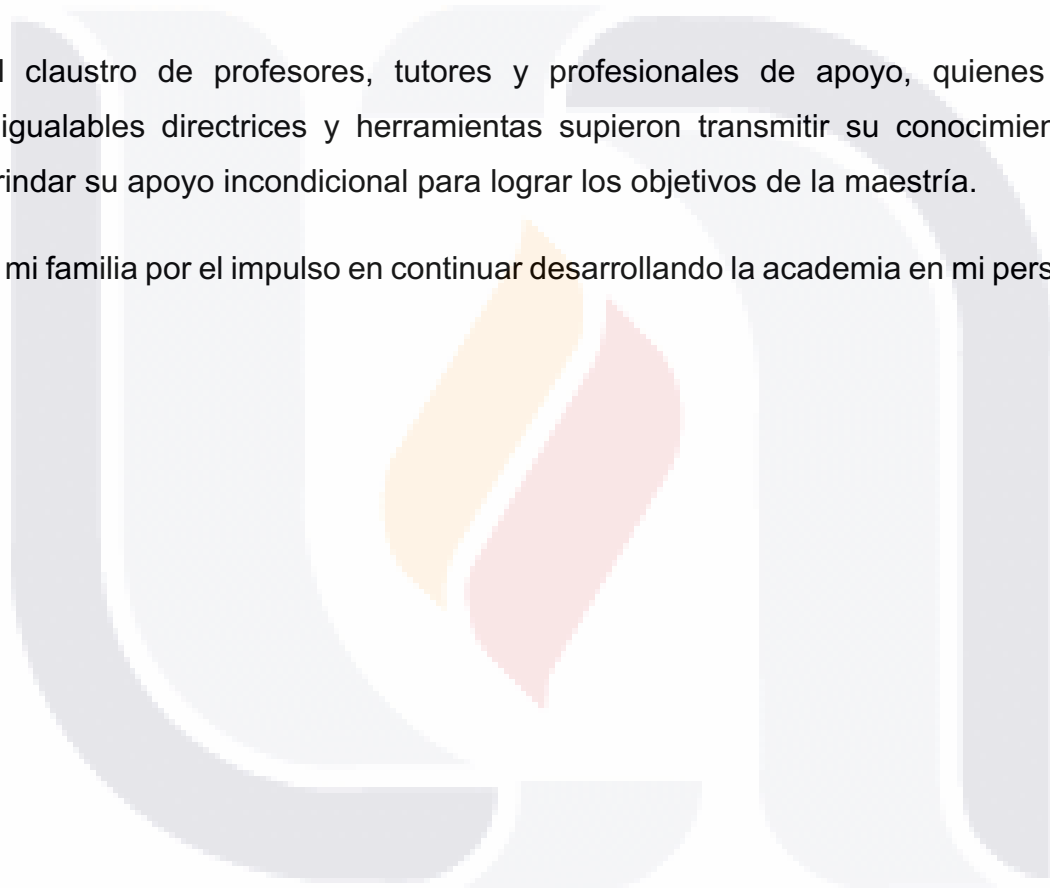 l claustro de profesores, tutores y profesionales de apoyo, quienes
igualables directrices y herramientas supieron transmitir su conocimien
rindar su apoyo incondicional para lograr los objetivos de la maestría.
mi familia por el impulso en continuar desarrollando la academia en mi pers